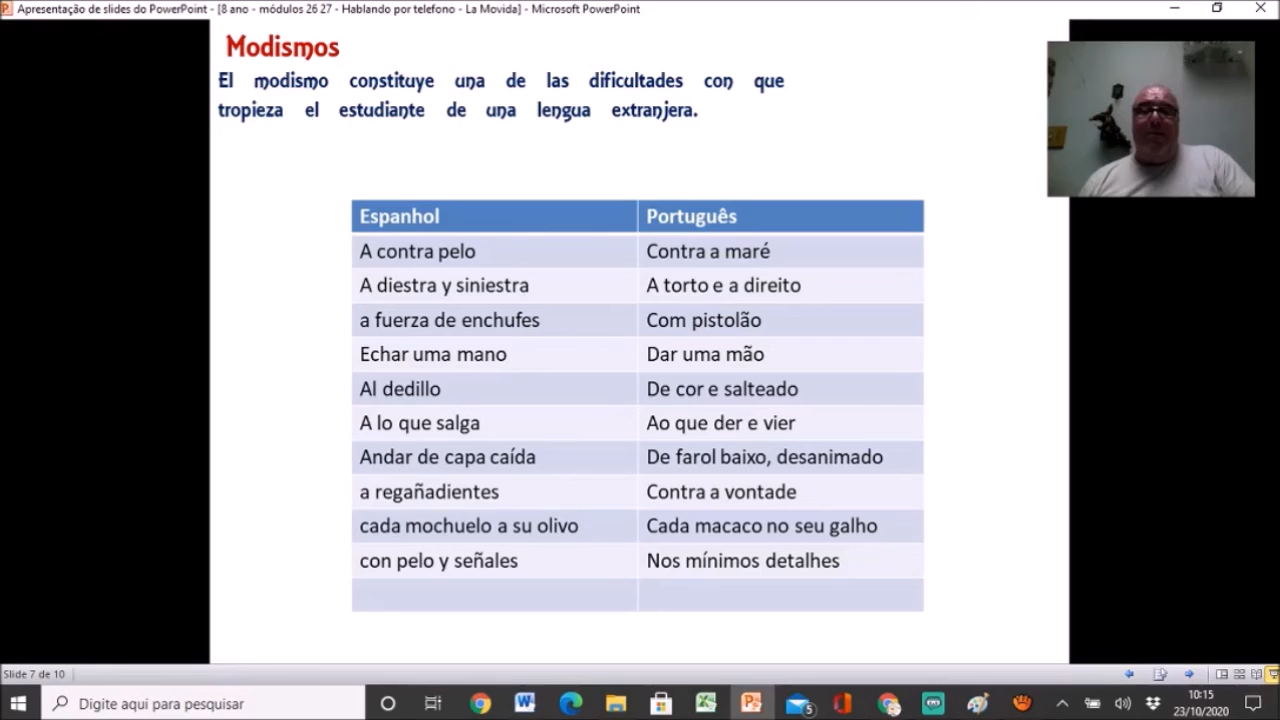 Apresentação de slides do PowerPoint - [8 ano - módulos 26 27 - Hablando por telefono - La Movida] - Microsoft PowerPoint
Modismos
El modismo constituye una de las dificultades con que
tropieza el estudiante de una lengua extranjera.
Espanhol Português
A contra pelo Contra a maré
A diestra y siniestra A torto e a direito
a fuerza de enchufes Com pistolão
Echar uma mano Dar uma mão
Al dedillo De cor e salteado
A lo que salga Ao que der e vier
Andar de capa caída De farol baixo, desanimado
a regañadientes Contra a vontade
cada mochuelo a su olivo Cada macaco no seu galho
con pelo y señales Nos mínimos detalhes
Slide 7 de 10
Digite aqui para pesquisar
5
10:15
23/10/2020